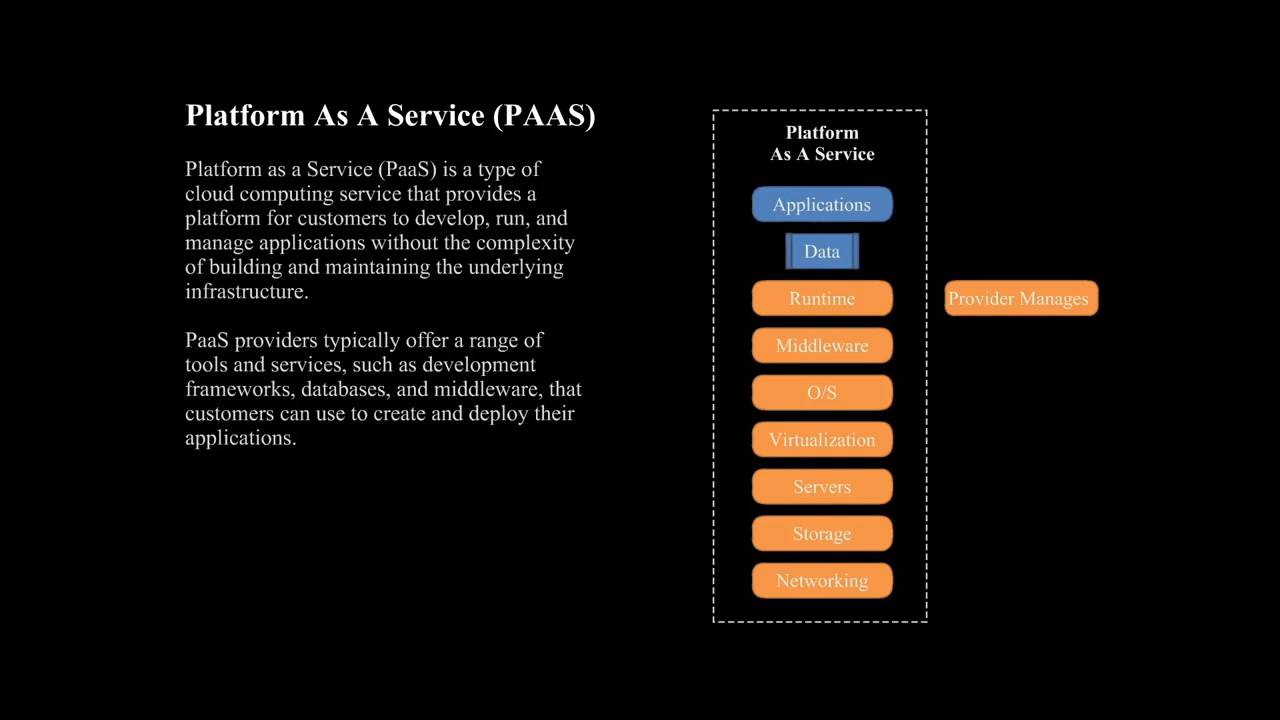 Platform As A Service (PAAS)
Platform as a Service (PaaS) is a type of
cloud computing service that provides a
platform for customers to develop, run, and
manage applications without the complexity
of building and maintaining the underlying
infrastructure.
PaaS providers typically offer a range of
tools and services, such as development
frameworks, databases, and middleware, that
customers can use to create and deploy their
applications.
Platform
As A Service
Applications
Data
Runtime
Provider Manages
Middleware
O/S
Virtualization
Servers
Storage
Networking